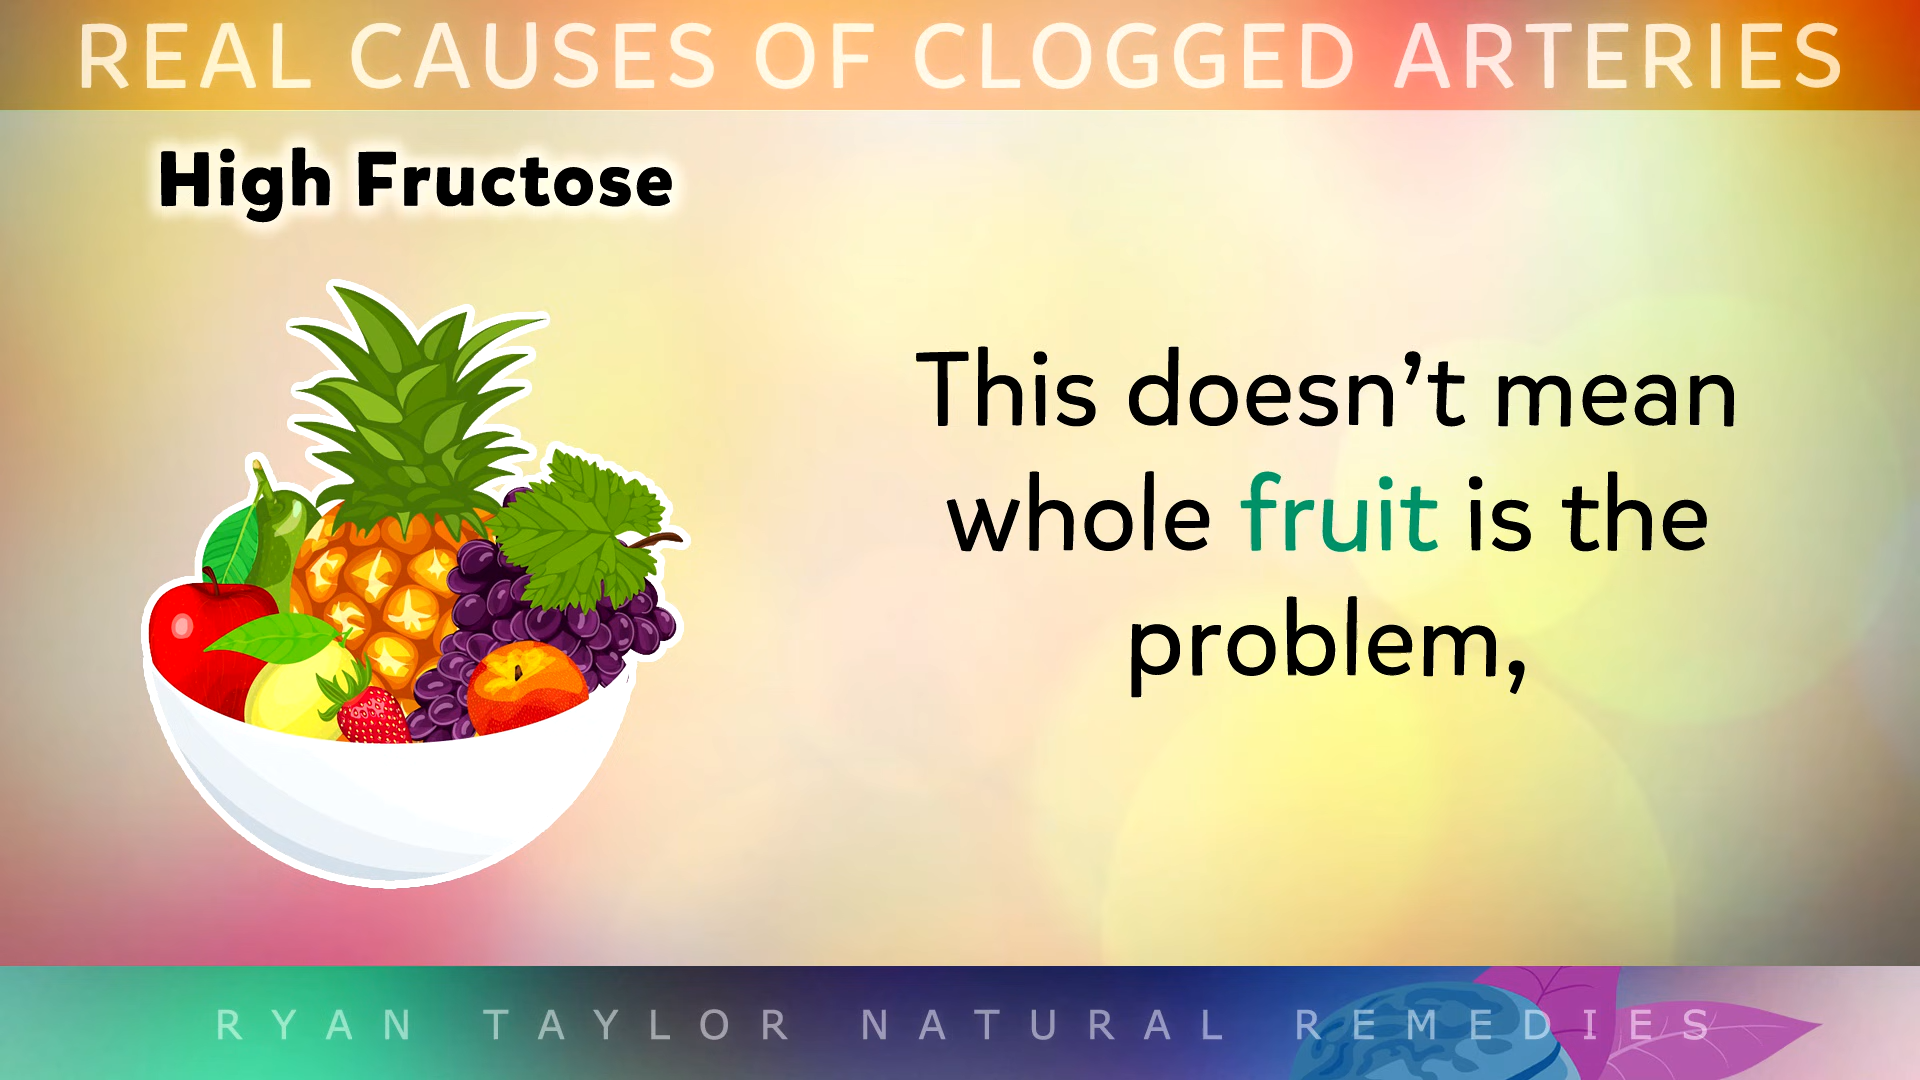 REAL CAUSES OF CLOGGED ARTERIES
High Fructose
This doesn’t mean
whole fruit is the
problem,
RYAN TAYLOR NATURAL REMEDIES